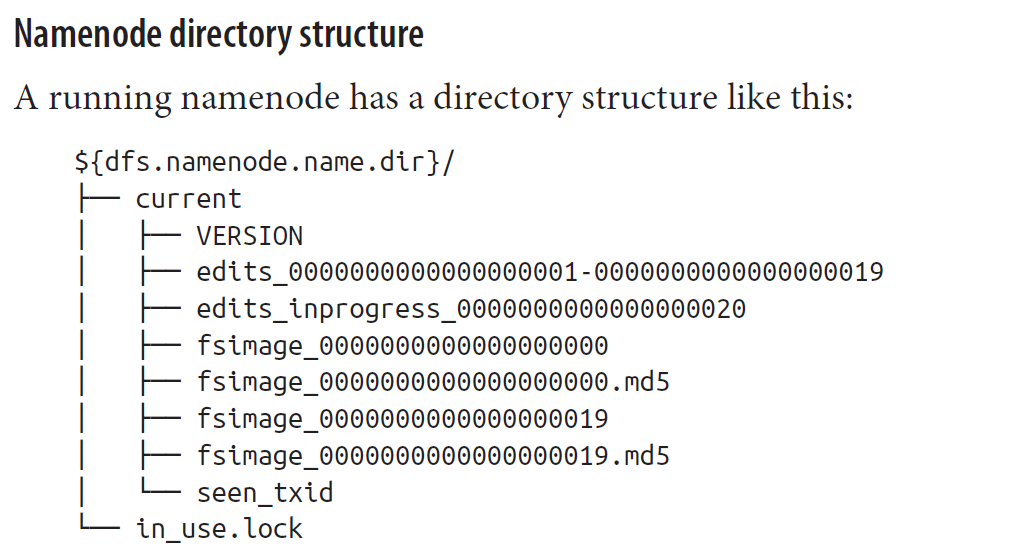 Namenode directory structure
A running namenode has a directory structure like this:
${dfs.namenode.name.dir}/
├── current
│   ├── VERSION
│   ├── edits_0000000000000000001-0000000000000000019
│   ├── edits_inprogress_0000000000000000020
│   ├── fsimage_0000000000000000000
│   ├── fsimage_0000000000000000000.md5
│   ├── fsimage_0000000000000000019
│   ├── fsimage_0000000000000000019.md5
│   └── seen_txid
└── in_use.lock